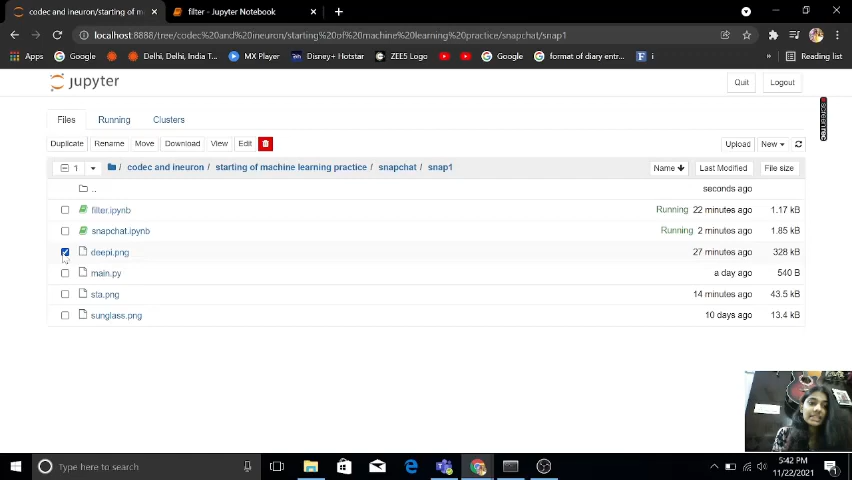 codec and ineuron/starting of m
filter - Jupyter Notebook
localhost:8888/tree/codec%20and%20ineuron/starting%20of%20machine%20learning%20practice/snapchat/snap1
Apps
Google
Delhi, Delhi, India T...
MX Player
Disney+ Hotstar
ZEE5 Logo
Google
format of diary entr...
i
»
Reading list
jupyter
Quit
Logout
Files
Running
Clusters
Duplicate
Rename
Move
Download
View
Edit
Upload
New
1
/ codec and ineuron / starting of machine learning practice / snapchat / snap1
Name
Last Modified
File size
..
seconds ago
filter.ipynb
Running 22 minutes ago
1.17 kB
snapchat.ipynb
Running 2 minutes ago
1.85 kB
deepi.png
27 minutes ago
328 kB
main.py
a day ago
540 B
sta.png
14 minutes ago
43.5 kB
sunglass.png
10 days ago
13.4 kB
Type here to search
5:42 PM
11/22/2021